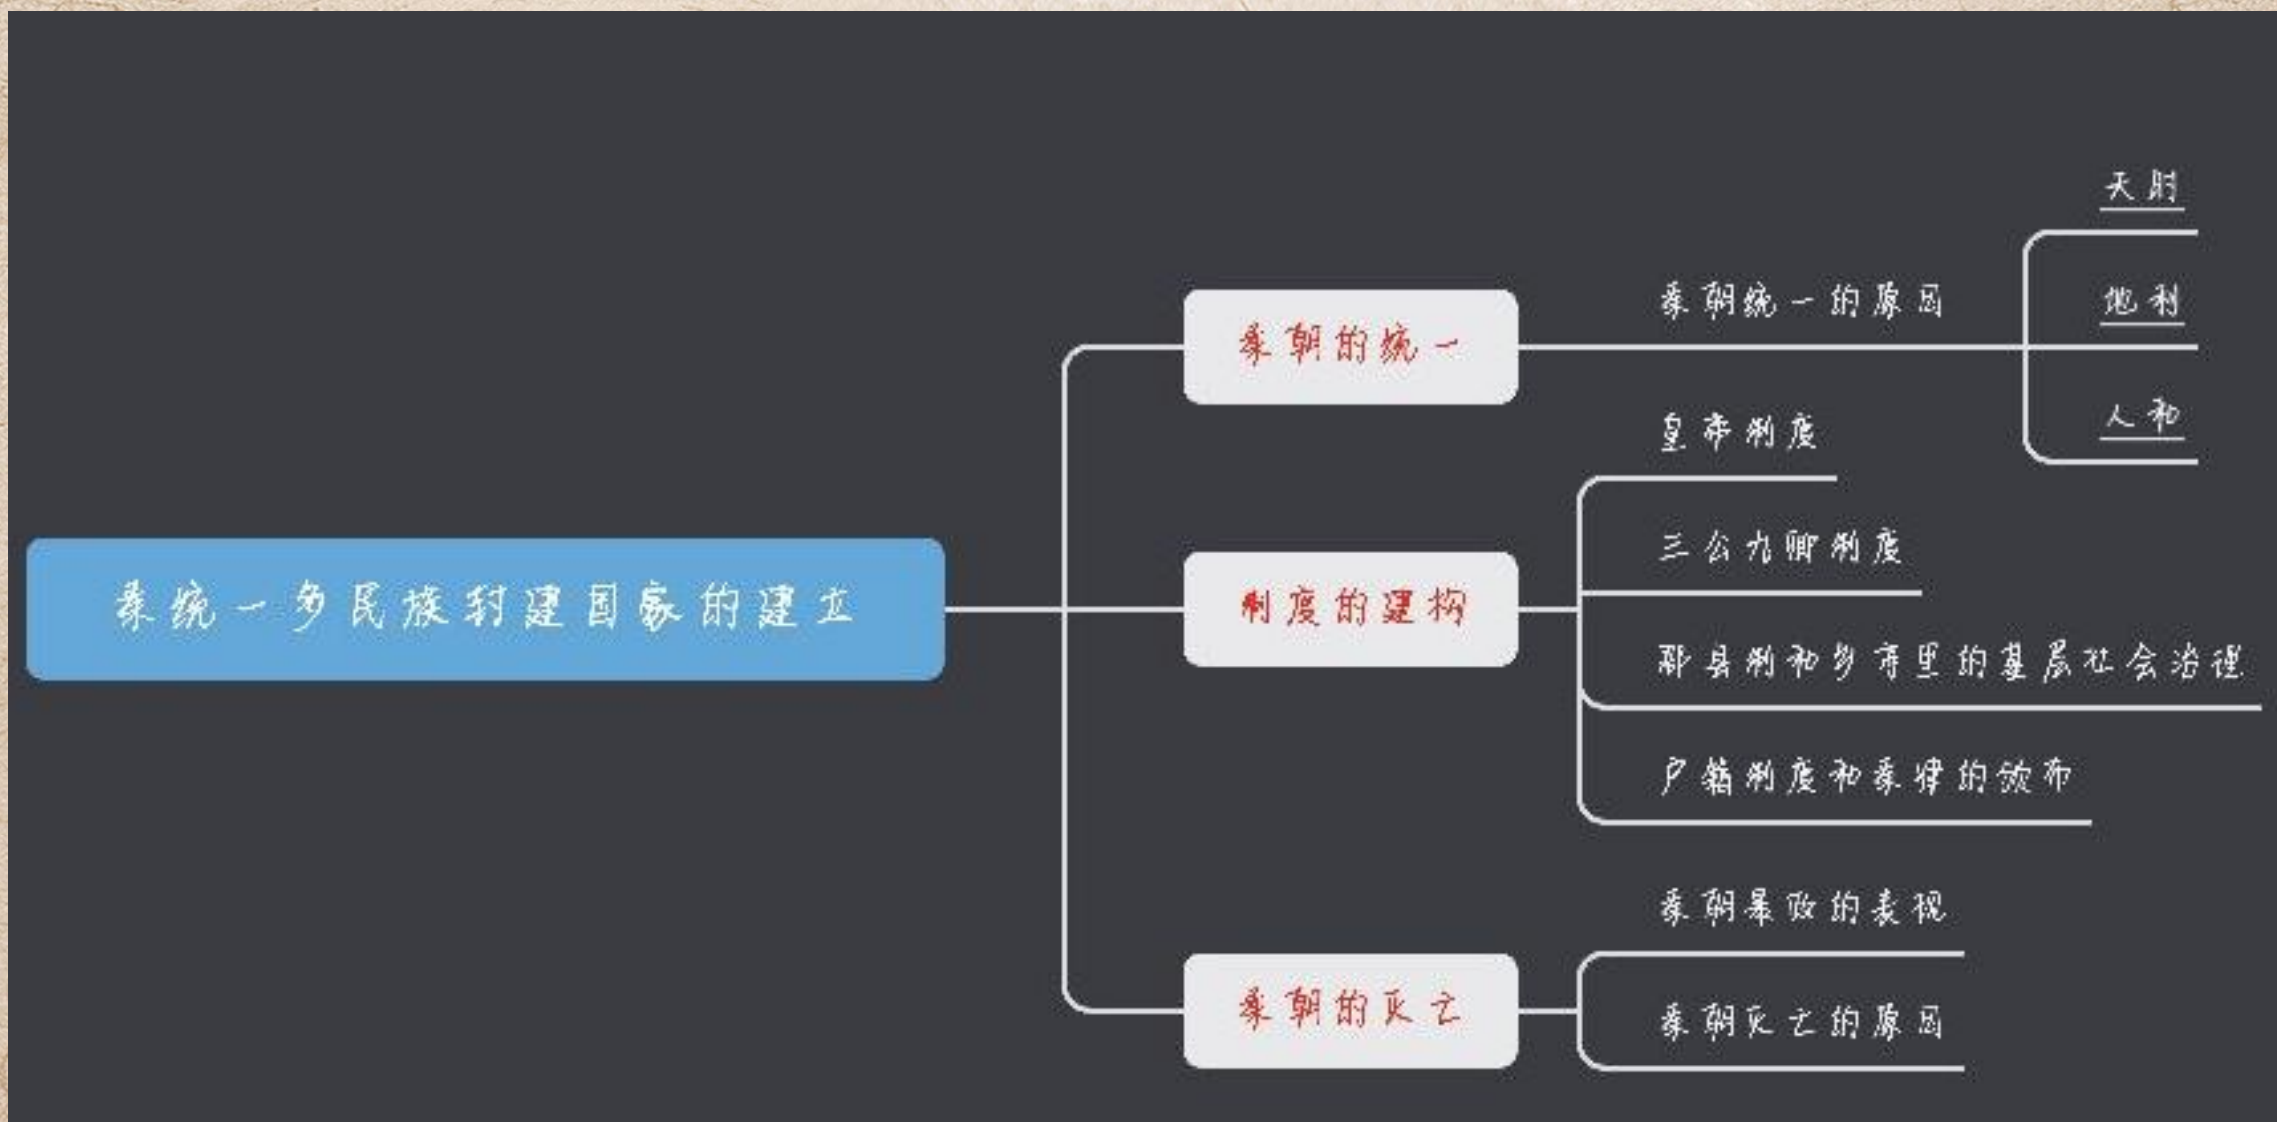 秦统一多民族封建国家的建立
秦朝的统一
秦朝统一的原因
天时
地利
人和
制度的建构
皇帝制度
三公九卿制度
郡县制和乡亭里的基层社会治理
户籍制度和秦律的颁布
秦朝的灭亡
秦朝暴政的表现
秦朝灭亡的原因